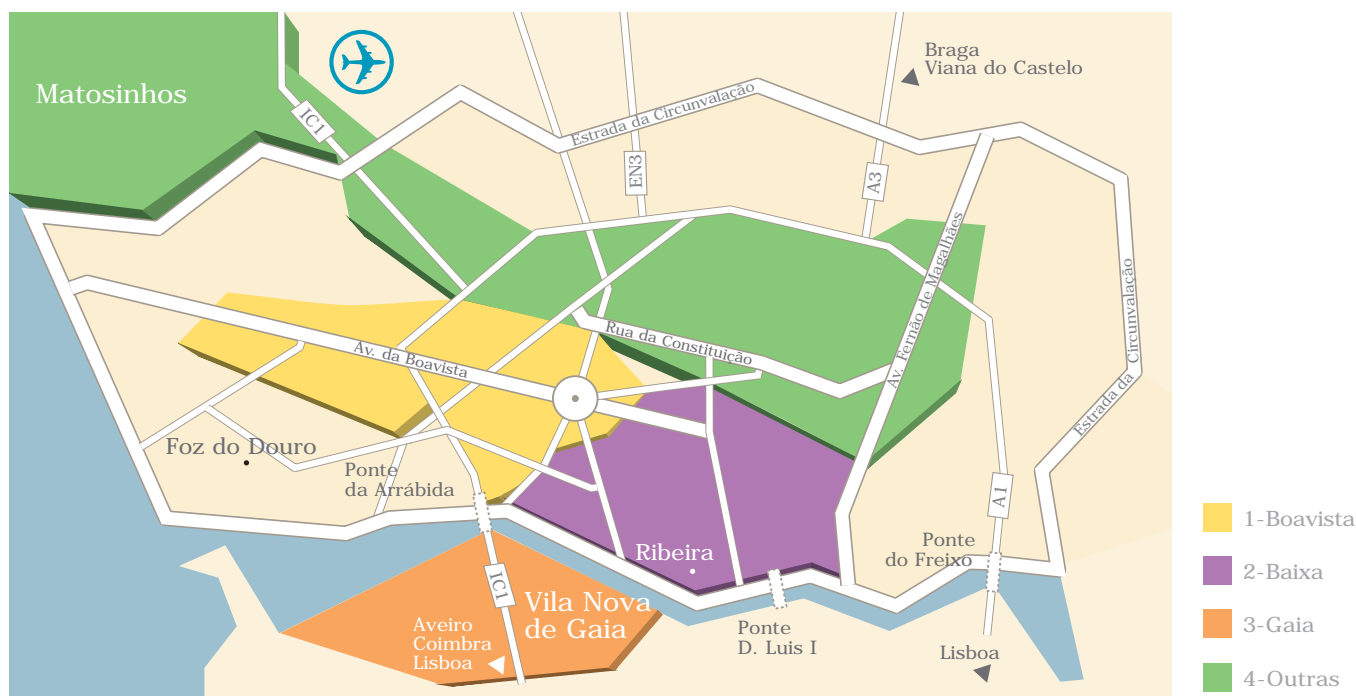 Braga
Viana do Castelo
Matosinhos
IC1
Estrada da Circunvalação
EN3
A3
Av. Fernão de Magalhães
Estrada da Circunvalação
Rua da Constituição
Av. da Boavista
Foz do Douro
Ponte
da Arrábida
A1
Ponte
do Freixo
Ribeira
IC1
Vila Nova
de Gaia
Aveiro
Coimbra
Lisboa
Ponte
D. Luis I
Lisboa
1-Boavista
2-Baixa
3-Gaia
4-Outras